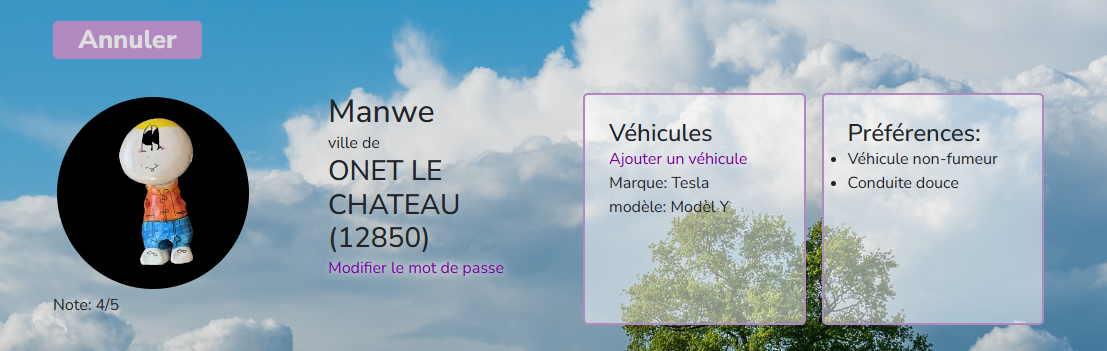 Annuler
Manwe
ville de
ONET LE
CHATEAU
(12850)
Modifier le mot de passe
Note: 4/5
Véhicules
Ajouter un véhicule
Marque: Tesla
modèle: Modèl Y
Préférences:
Véhicule non-fumeur
Conduite douce